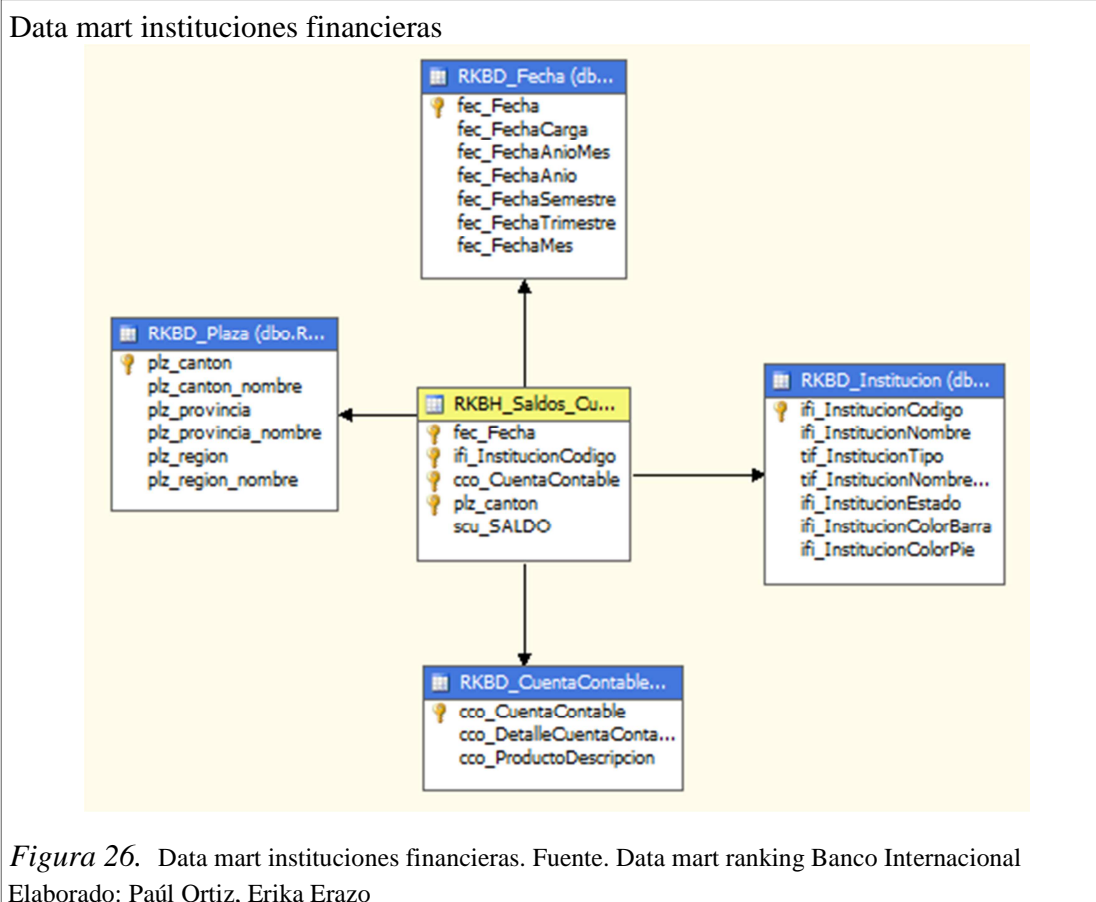 Data mart instituciones financieras
RKBD_Fecha (db...
fec_Fecha
fec_FechaCarga
fec_FechaAnioMes
fec_FechaAnio
fec_FechaSemestre
fec_FechaTrimestre
fec_FechaMes
RKBD_Plaza (dbo.R...
plz_canton
plz_canton_nombre
plz_provincia
plz_provincia_nombre
plz_region
plz_region_nombre
RKBH_Saldos_Cu...
fec_Fecha
ifi_InstitucionCodigo
cco_CuentaContable
plz_canton
scu_SALDO
RKBD_Institucion (db...
ifi_InstitucionCodigo
ifi_InstitucionNombre
tif_InstitucionTipo
tif_InstitucionNombre...
ifi_InstitucionEstado
ifi_InstitucionColorBarra
ifi_InstitucionColorPie
RKBD_CuentaContable...
cco_CuentaContable
cco_DetalleCuentaConta...
cco_ProductoDescripcion
Figura 26. Data mart instituciones financieras. Fuente. Data mart ranking Banco Internacional
Elaborado: Paúl Ortiz, Erika Erazo